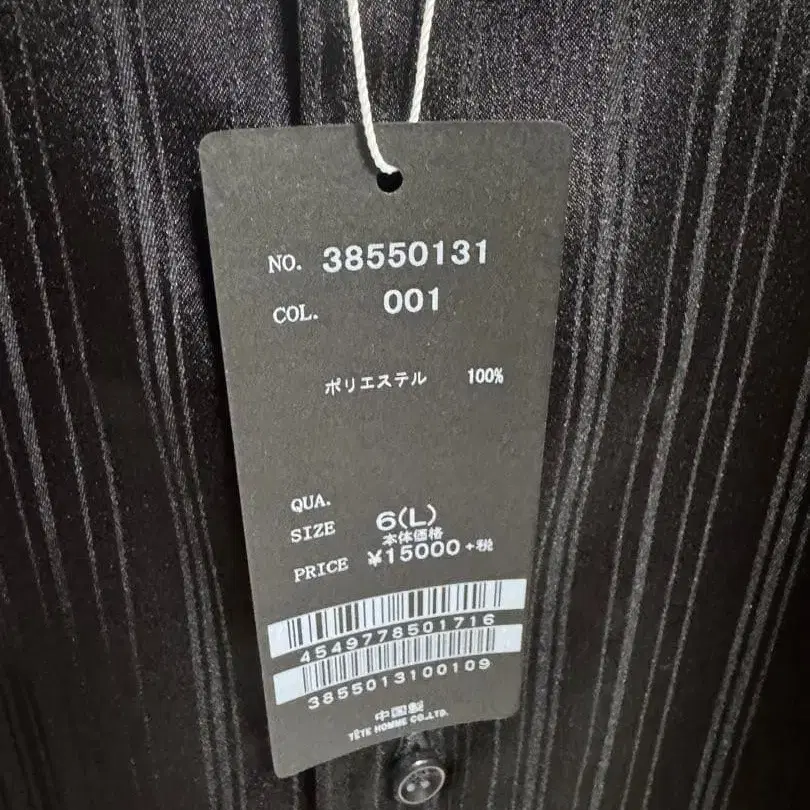 NO. 38550131
COL. 001
ポリエステル 100%
QUA.
SIZE 6(L)
本体価格
PRICE ¥15000+税
4549778501716
3855013100109
中国製
TÊTE HOMME CO.,LTD.